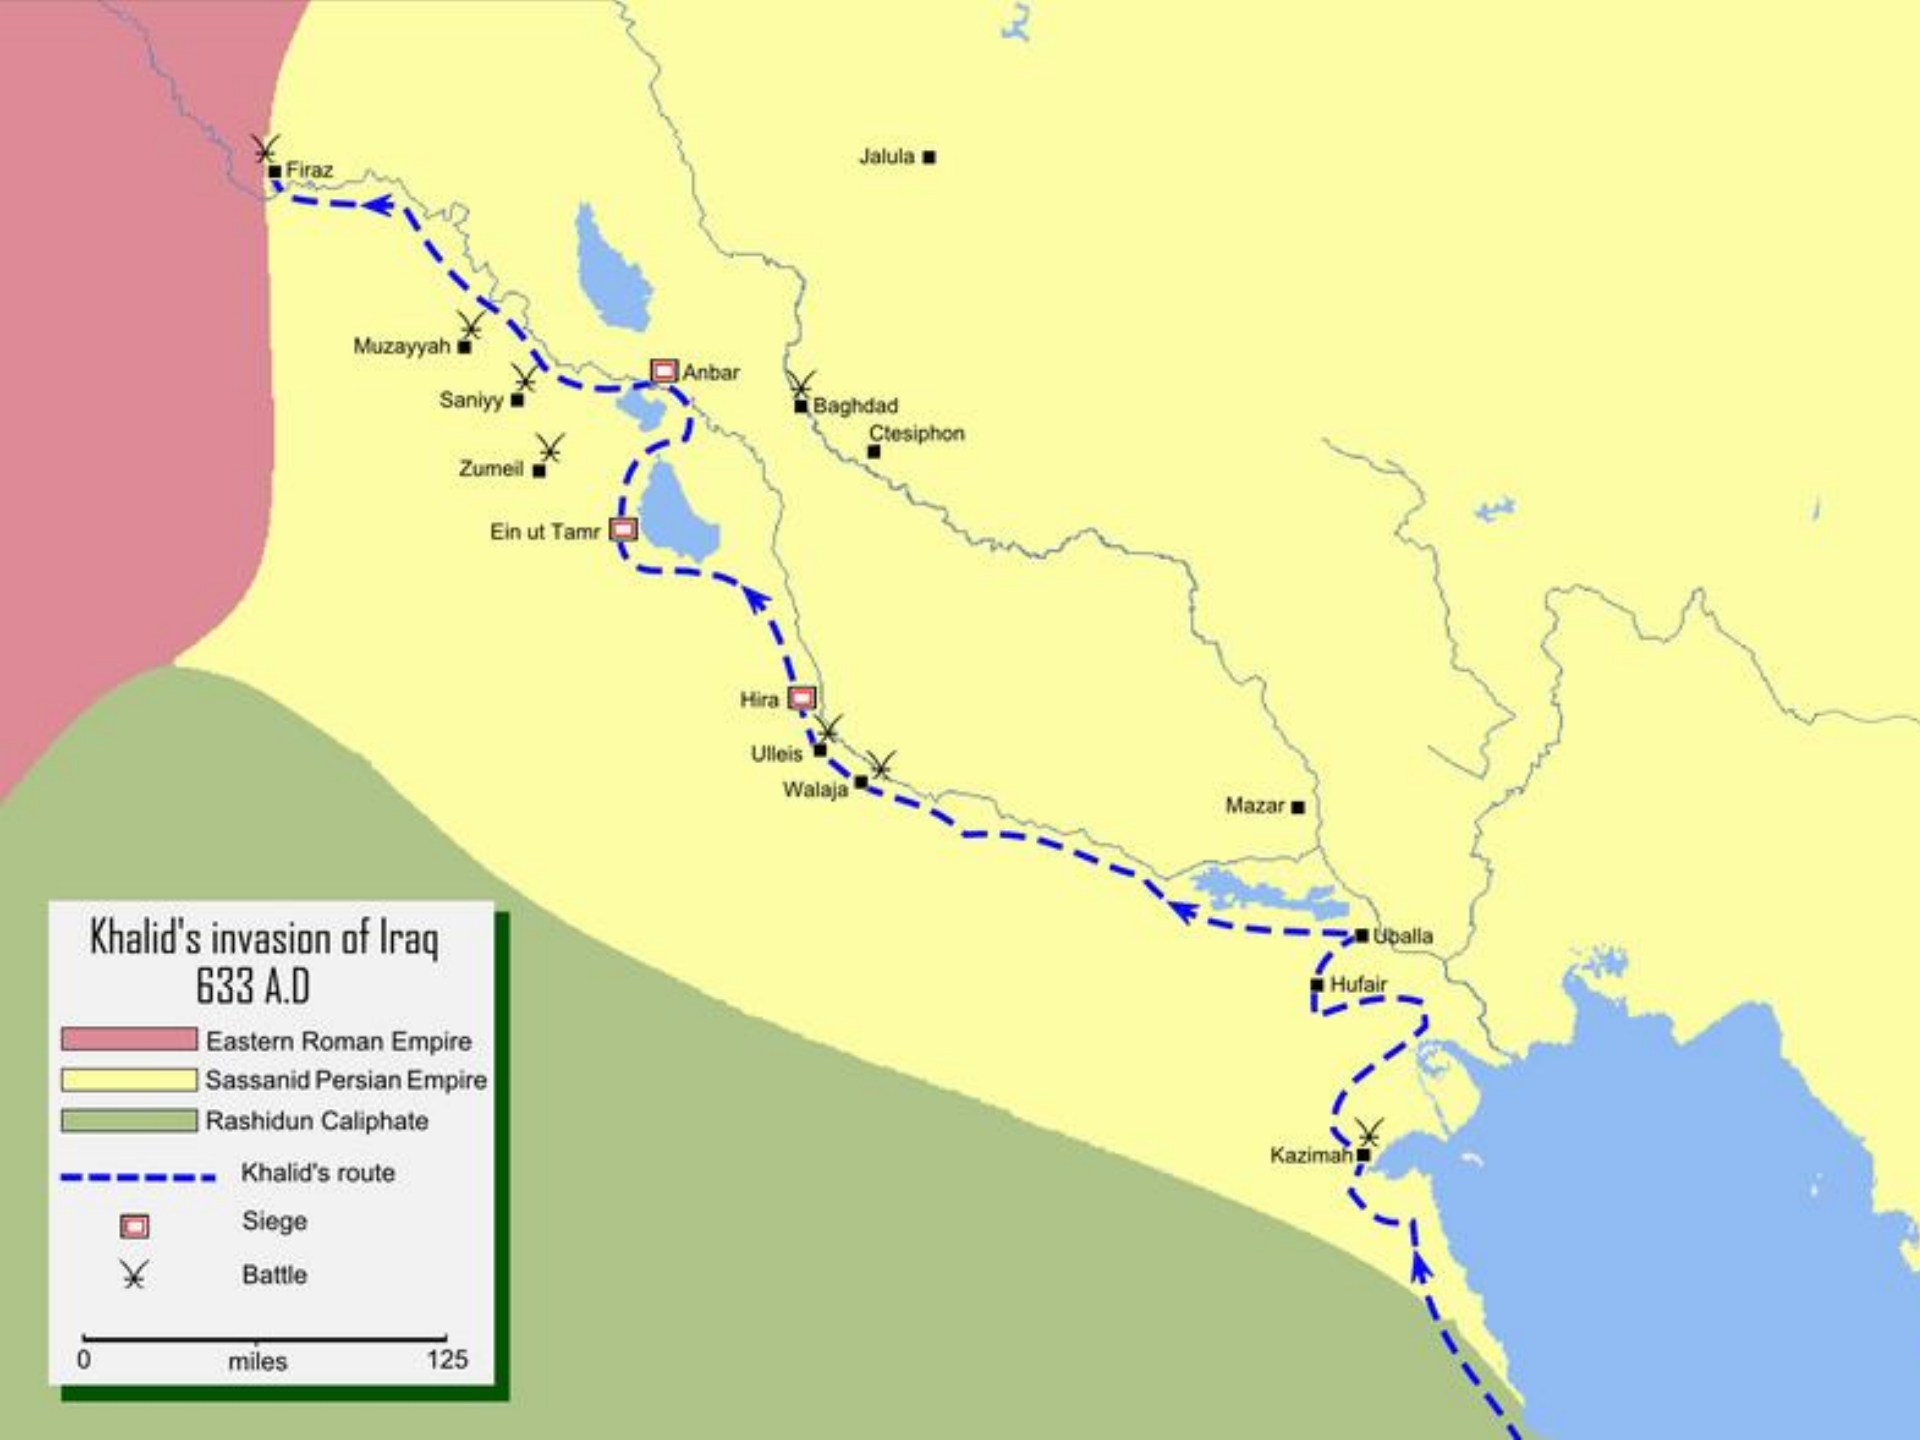 Firaz
Jalula
Muzayyah
Anbar
Saniyy
Baghdad
Ctesiphon
Zumeil
Ein ut Tamr
Hira
Ulleis
Walaja
Mazar
Uballa
Hufair
Kazimah
Khalid's invasion of Iraq
633 A.D
Eastern Roman Empire
Sassanid Persian Empire
Rashidun Caliphate
Khalid's route
Siege
Battle
0 miles 125